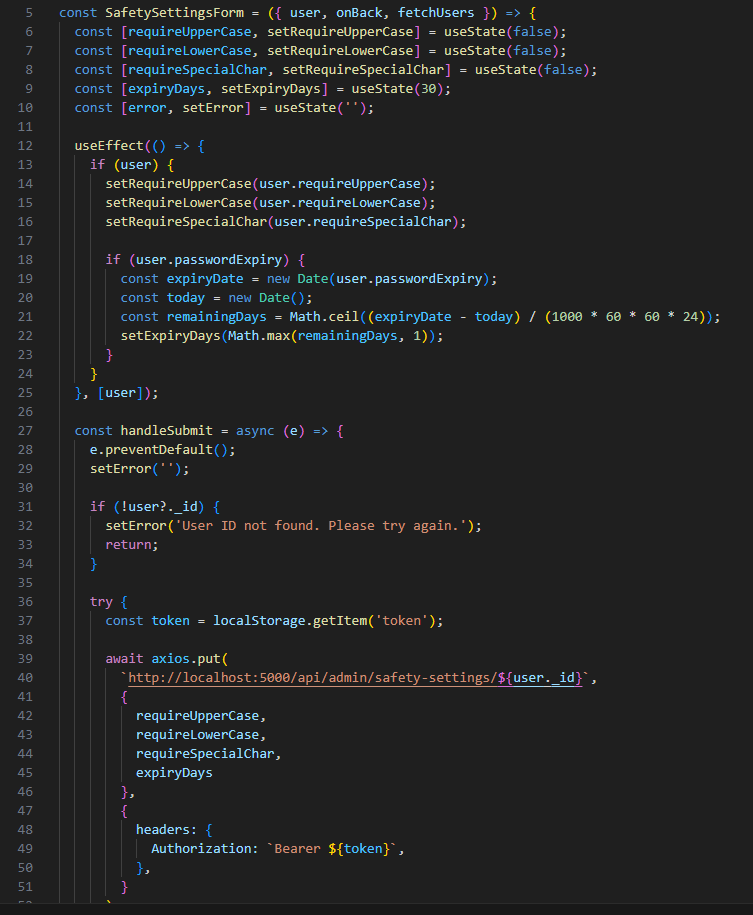 5 const SafetySettingsForm = ({ user, onBack, fetchUsers }) => {
6 const [requireUpperCase, setRequireUpperCase] = useState(false);
7 const [requireLowerCase, setRequireLowerCase] = useState(false);
8 const [requireSpecialChar, setRequireSpecialChar] = useState(false);
9 const [expiryDays, setExpiryDays] = useState(30);
10 const [error, setError] = useState('');
11
12 useEffect(() => {
13 if (user) {
14 setRequireUpperCase(user.requireUpperCase);
15 setRequireLowerCase(user.requireLowerCase);
16 setRequireSpecialChar(user.requireSpecialChar);
17
18 if (user.passwordExpiry) {
19 const expiryDate = new Date(user.passwordExpiry);
20 const today = new Date();
21 const remainingDays = Math.ceil((expiryDate - today) / (1000 * 60 * 60 * 24));
22 setExpiryDays(Math.max(remainingDays, 1));
23 }
24 }
25 }, [user]);
26
27 const handleSubmit = async (e) => {
28 e.preventDefault();
29 setError('');
30
31 if (!user?._id) {
32 setError('User ID not found. Please try again.');
33 return;
34 }
35
36 try {
37 const token = localStorage.getItem('token');
38
39 await axios.put(
40 `http://localhost:5000/api/admin/safety-settings/${user._id}`,
41 {
42 requireUpperCase,
43 requireLowerCase,
44 requireSpecialChar,
45 expiryDays
46 },
47 {
48 headers: {
49 Authorization: `Bearer ${token}`,
50 },
51 }